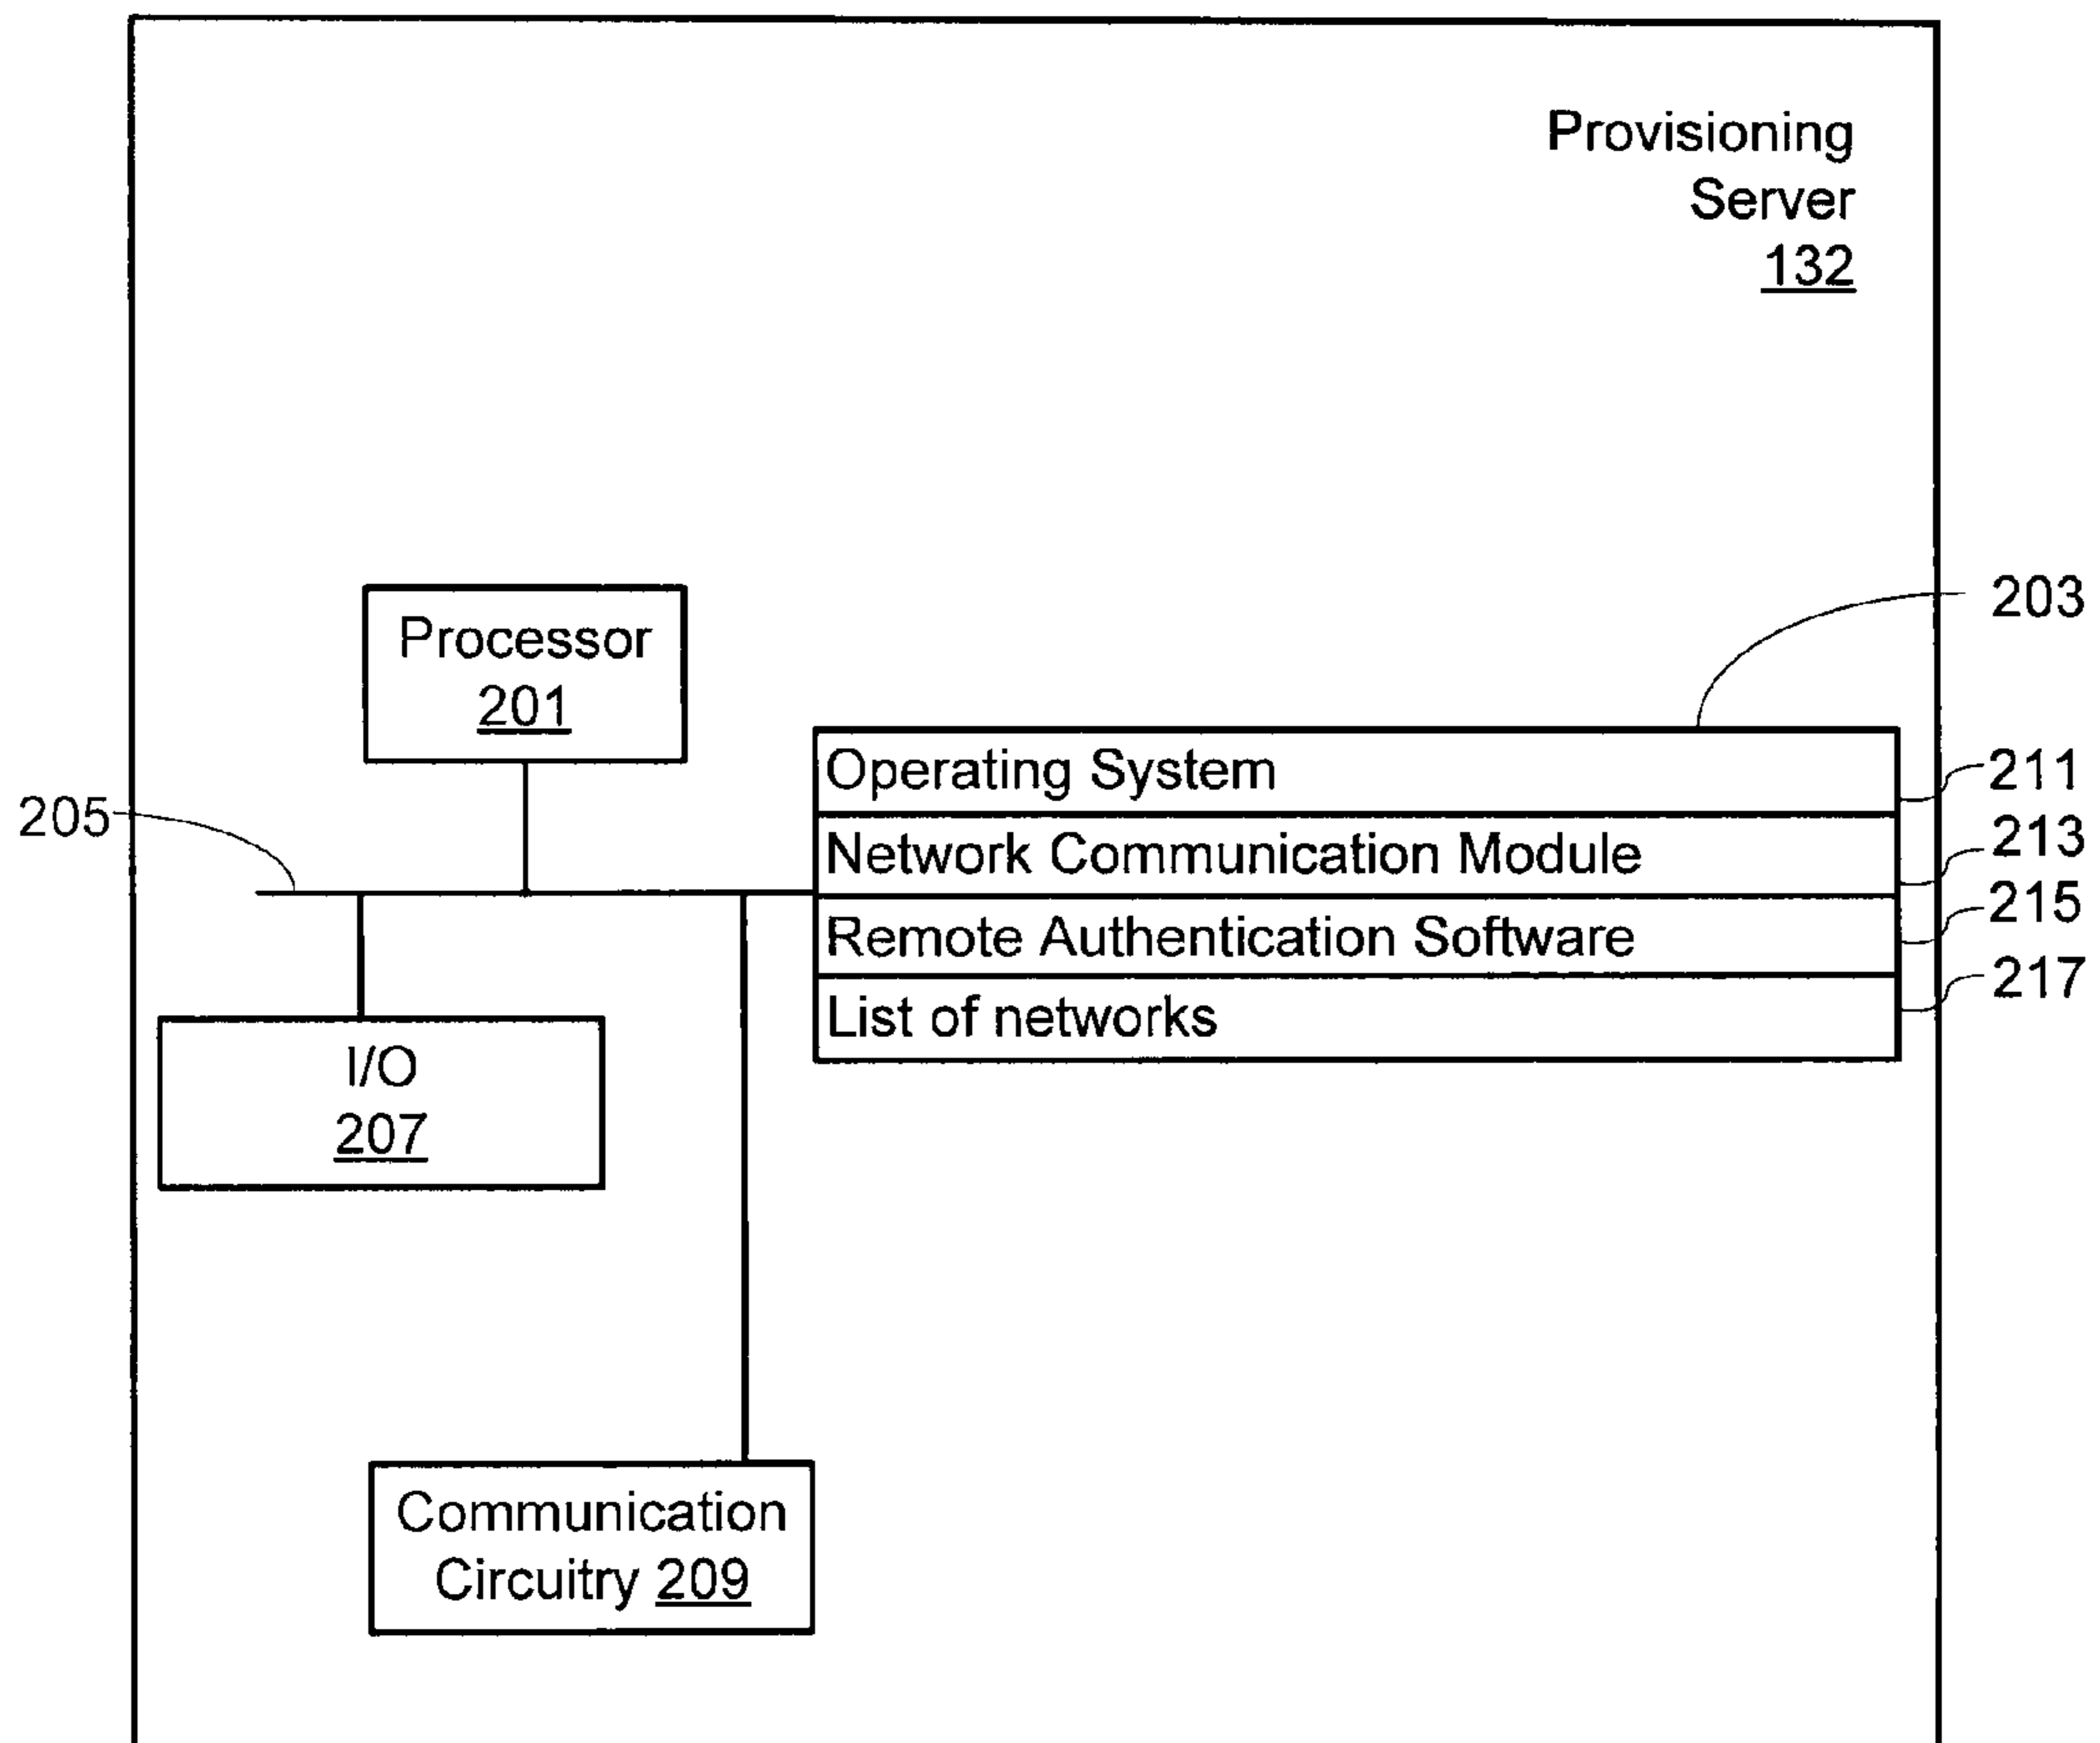 Provisioning
Server
132
203
Processor
201
Operating System
211
205
Network Communication Module
213
Remote Authentication Software
215
List of networks
217
I/O
207
Communication
Circuitry 209